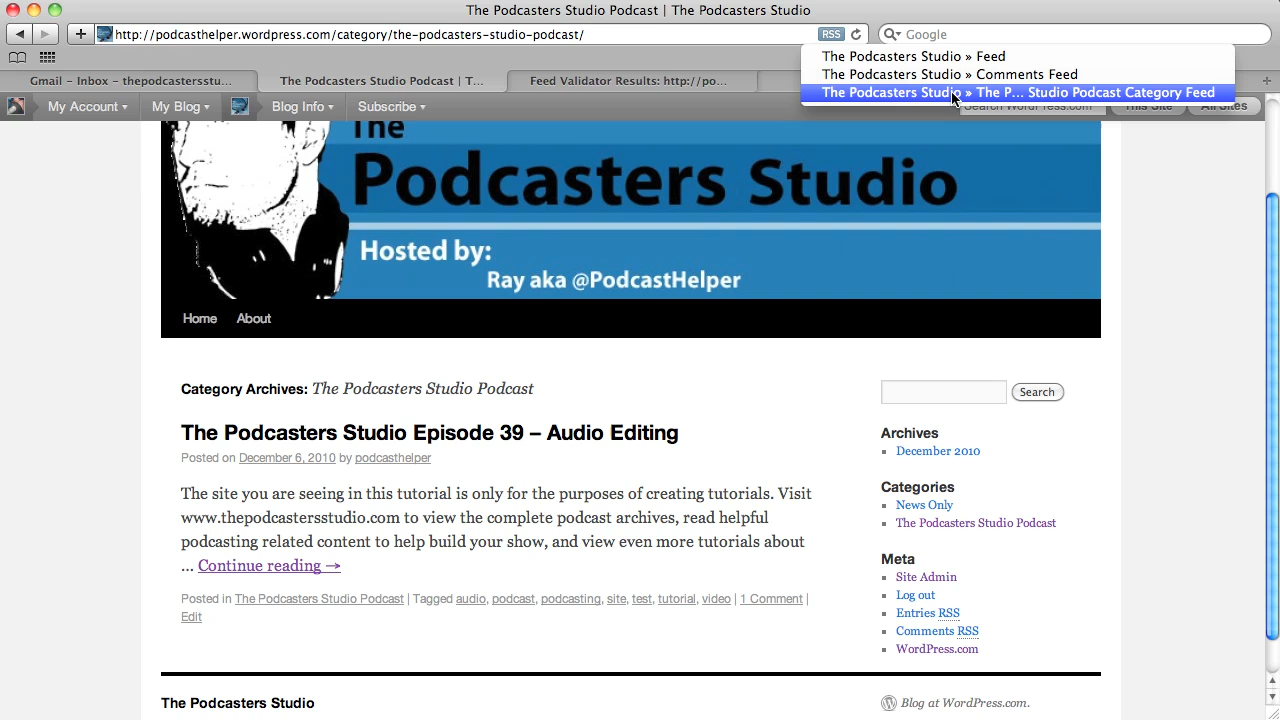 The Podcasters Studio Podcast | The Podcasters Studio
http://podcasthelper.wordpress.com/category/the-podcasters-studio-podcast/
RSS
Google
The Podcasters Studio » Feed
The Podcasters Studio » Comments Feed
The Podcasters Studio » The P... Studio Podcast Category Feed
Gmail – Inbox – thepodcastersstu...
The Podcasters Studio Podcast | T...
Feed Validator Results: http://po...
My Account
My Blog
Blog Info
Subscribe
Search WordPress.com
This Site
All Sites
The
Podcasters Studio
Hosted by:
Ray aka @PodcastHelper
Home About
Category Archives: The Podcasters Studio Podcast
The Podcasters Studio Episode 39 – Audio Editing
Posted on December 6, 2010 by podcasthelper
The site you are seeing in this tutorial is only for the purposes of creating tutorials. Visit
www.thepodcastersstudio.com to view the complete podcast archives, read helpful
podcasting related content to help build your show, and view even more tutorials about
... Continue reading →
Posted in The Podcasters Studio Podcast | Tagged audio, podcast, podcasting, site, test, tutorial, video | 1 Comment |
Edit
Search
Archives
December 2010
Categories
News Only
The Podcasters Studio Podcast
Meta
Site Admin
Log out
Entries RSS
Comments RSS
WordPress.com
The Podcasters Studio
Blog at WordPress.com.